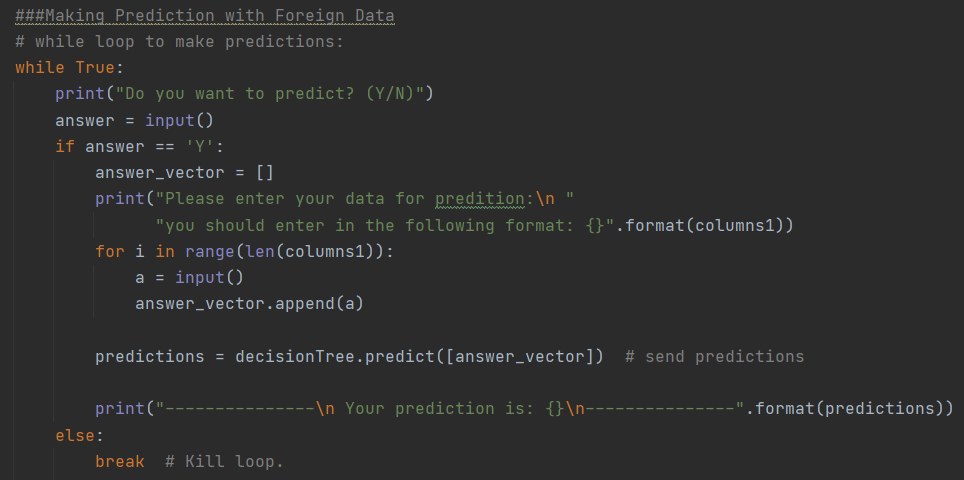 ###Making Prediction with Foreign Data
# while loop to make predictions:
while True:
    print("Do you want to predict? (Y/N)")
    answer = input()
    if answer == 'Y':
        answer_vector = []
        print("Please enter your data for predition:\n "
              "you should enter in the following format: {}".format(columns1))
        for i in range(len(columns1)):
            a = input()
            answer_vector.append(a)

        predictions = decisionTree.predict([answer_vector])  # send predictions

        print("---------------\n Your prediction is: {}\n---------------".format(predictions))
    else:
        break  # Kill loop.